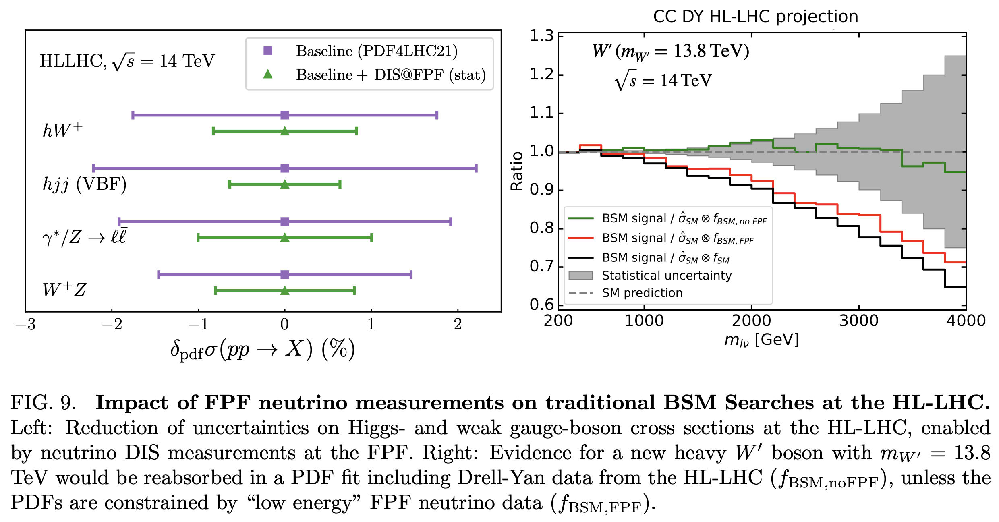 HLLHC, √s = 14 TeV
Baseline (PDF4LHC21)
Baseline + DIS@FPF (stat)
hW⁺
hjj (VBF)
γ*/Z → ℓℓ̄
W⁺Z
−3 −2 −1 0 1 2
δ_pdf σ(pp → X) (%)
CC DY HL-LHC projection
W′ (m_W′ = 13.8 TeV)
√s = 14 TeV
1.3
1.2
1.1
1.0
0.9
0.8
0.7
0.6
Ratio
BSM signal / σ̂_SM ⊗ f_BSM, no FPF
BSM signal / σ̂_SM ⊗ f_BSM, FPF
BSM signal / σ̂_SM ⊗ f_SM
Statistical uncertainty
SM prediction
200 1000 2000 3000 4000
m_lν [GeV]
FIG. 9. Impact of FPF neutrino measurements on traditional BSM Searches at the HL-LHC.
Left: Reduction of uncertainties on Higgs- and weak gauge-boson cross sections at the HL-LHC, enabled
by neutrino DIS measurements at the FPF. Right: Evidence for a new heavy W′ boson with m_W′ = 13.8
TeV would be reabsorbed in a PDF fit including Drell-Yan data from the HL-LHC (f_BSM,noFPF), unless the
PDFs are constrained by “low energy” FPF neutrino data (f_BSM,FPF).